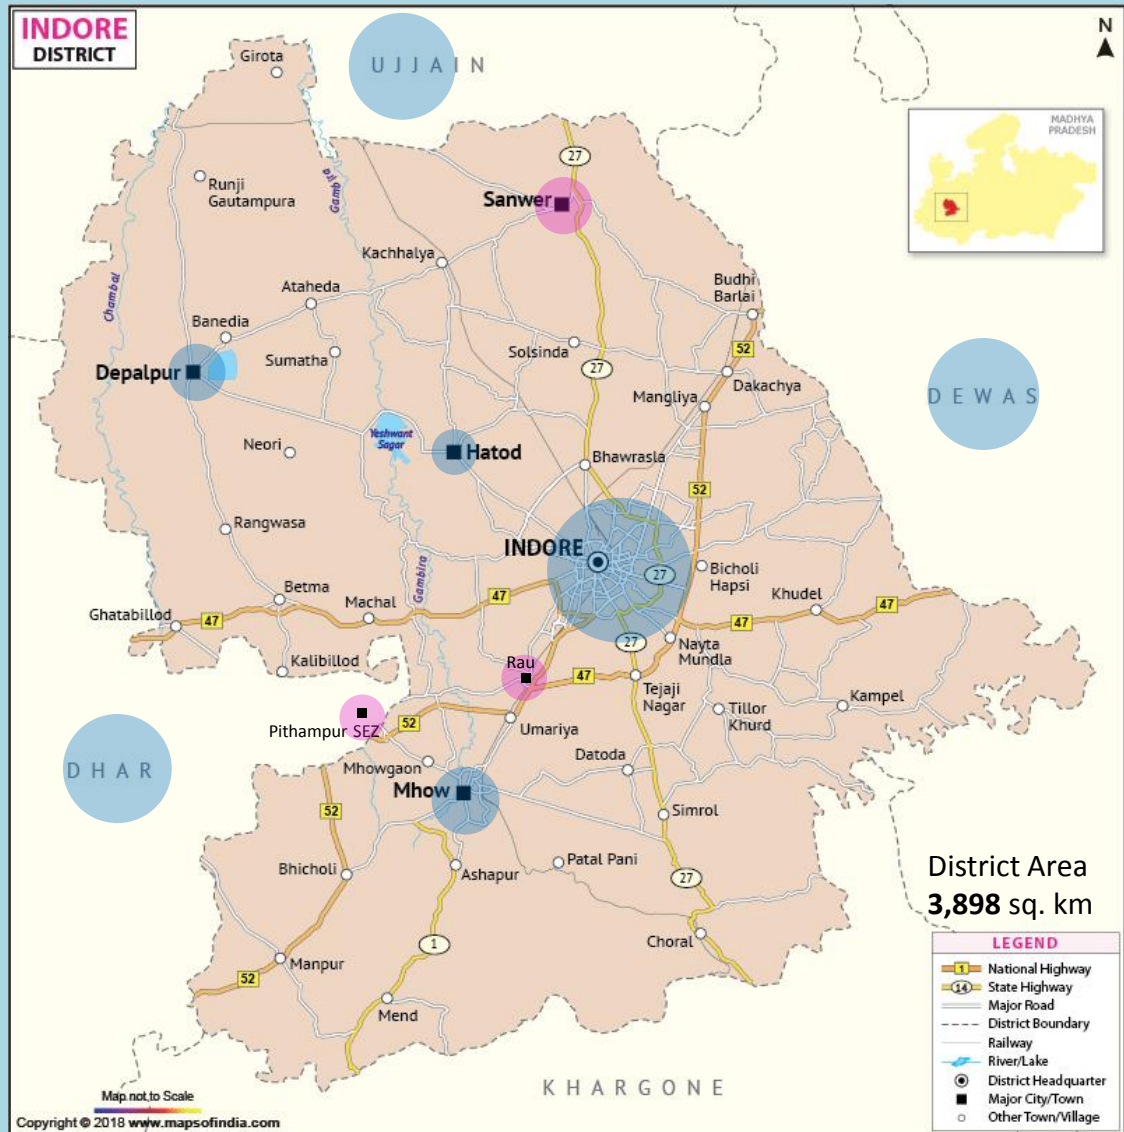 INDORE
DISTRICT
N
UJJAIN
Girota
MADHYA
PRADESH
27
Runji
Gautampura
Gambira
Sanwer
Kachhalya
Chambal
Ataheda
Budhi
Barlai
Banedia
Sumatha
Solsinda
52
27
Depalpur
Dakachya
Mangliya
DEWAS
Yeshwant
Sagar
Neori
Hatod
Bhawrasla
52
Rangwasa
INDORE
27
Bicholi
Hapsi
Gambira
Betma
Machal
47
Khudel
47
Ghatabillod
47
47
27
Nayta
Mundla
Kalibillod
Rau
47
Tejaji
Nagar
Kampel
Tillor
Khurd
Pithampur SEZ
52
Umariya
Datoda
DHAR
Mhowgaon
Mhow
52
Simrol
Bhicholi
Ashapur
Patal Pani
27
District Area
3,898 sq. km
1
Choral
Manpur
52
Mend
KHARGONE
LEGEND
1 National Highway
14 State Highway
Major Road
District Boundary
Railway
River/Lake
District Headquarter
Major City/Town
Other Town/Village
Map not to Scale
Copyright © 2018 www.mapsofindia.com